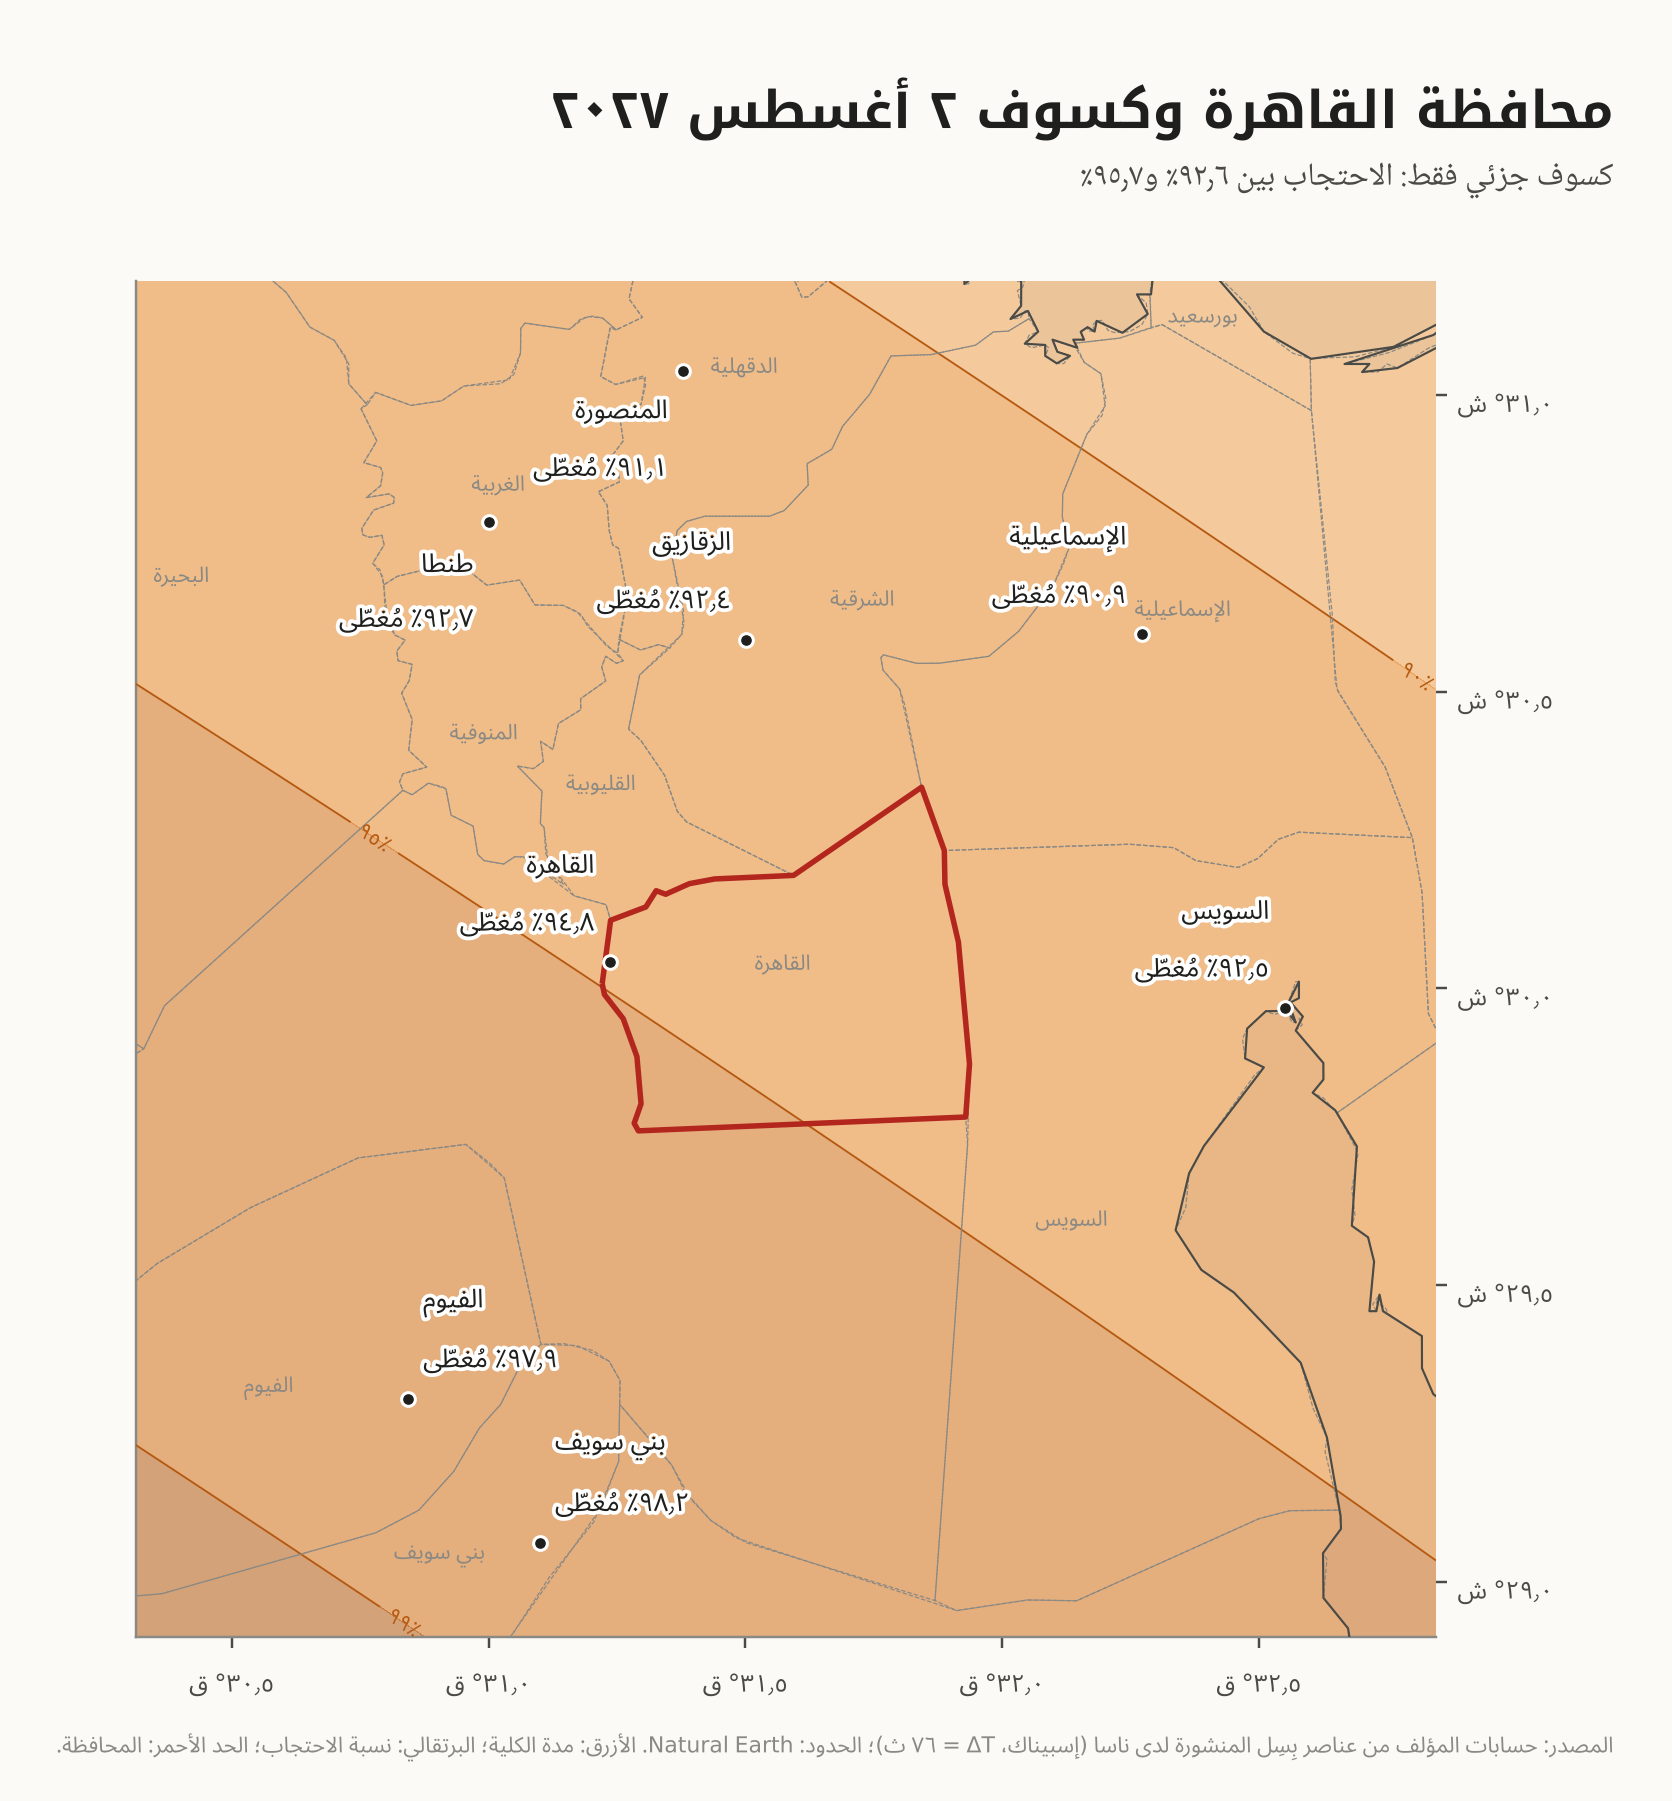 محافظة القاهرة وكسوف ٢ أغسطس ٢٠٢٧
كسوف جزئي فقط: الاحتجاب بين ٩٢٫٦٪ و٩٥٫٧٪
بورسعيد
الدقهلية
٣١٫٠° ش
المنصورة
٩١٫١٪ مُغطّى
الغربية
الإسماعيلية
٩٠٫٩٪ مُغطّى
الإسماعيلية
الزقازيق
٩٢٫٤٪ مُغطّى
الشرقية
طنطا
٩٢٫٧٪ مُغطّى
البحيرة
٩٠٪
٣٠٫٥° ش
المنوفية
القليوبية
٩٥٪
القاهرة
٩٤٫٨٪ مُغطّى
القاهرة
السويس
٩٢٫٥٪ مُغطّى
٣٠٫٠° ش
السويس
٢٩٫٥° ش
الفيوم
٩٧٫٩٪ مُغطّى
الفيوم
بني سويف
٩٨٫٢٪ مُغطّى
بني سويف
٢٩٫٠° ش
٩٩٪
٣٠٫٥° ق
٣١٫٠° ق
٣١٫٥° ق
٣٢٫٠° ق
٣٢٫٥° ق
المصدر: حسابات المؤلف من عناصر بِسِل المنشورة لدى ناسا (إسبيناك، ΔT = ٧٦ ث)؛ الحدود: Natural Earth. الأزرق: مدة الكلية؛ البرتقالي: نسبة الاحتجاب؛ الحد الأحمر: المحافظة.